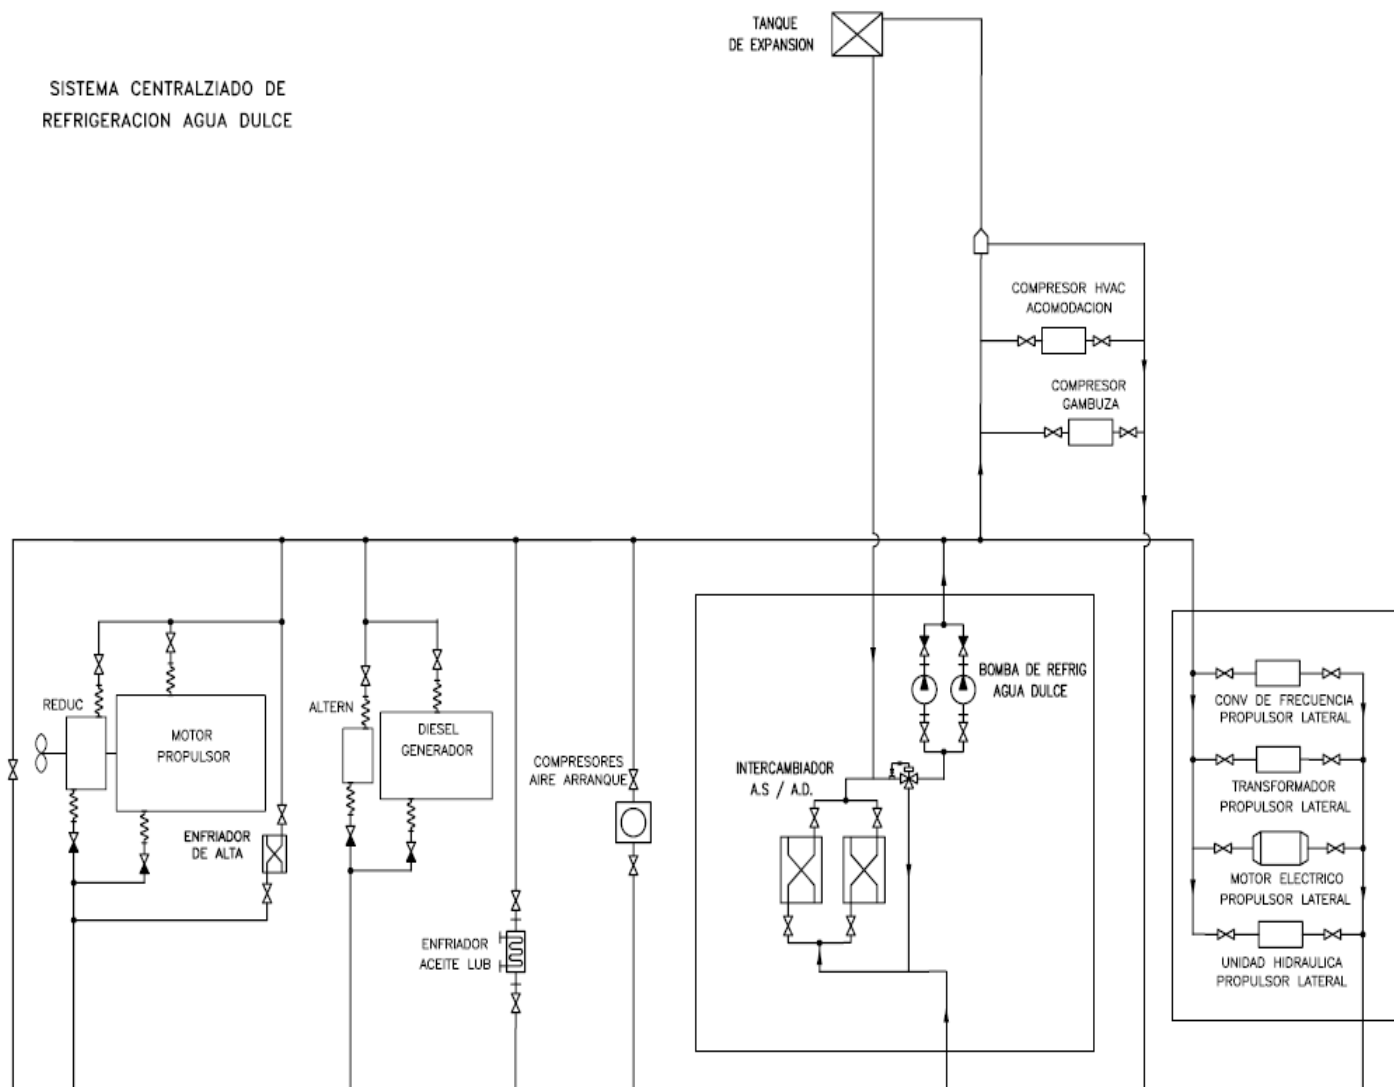 TANQUE
DE EXPANSION
SISTEMA CENTRALZIADO DE
REFRIGERACION AGUA DULCE
COMPRESOR HVAC
ACOMODACION
COMPRESOR
GAMBUZA
REDUC
MOTOR
PROPULSOR
ENFRIADOR
DE ALTA
ALTERN
DIESEL
GENERADOR
ENFRIADOR
ACEITE LUB
COMPRESORES
AIRE ARRANQUE
BOMBA DE REFRIG
AGUA DULCE
INTERCAMBIADOR
A.S / A.D.
CONV DE FRECUENCIA
PROPULSOR LATERAL
TRANSFORMADOR
PROPULSOR LATERAL
MOTOR ELECTRICO
PROPULSOR LATERAL
UNIDAD HIDRAULICA
PROPULSOR LATERAL